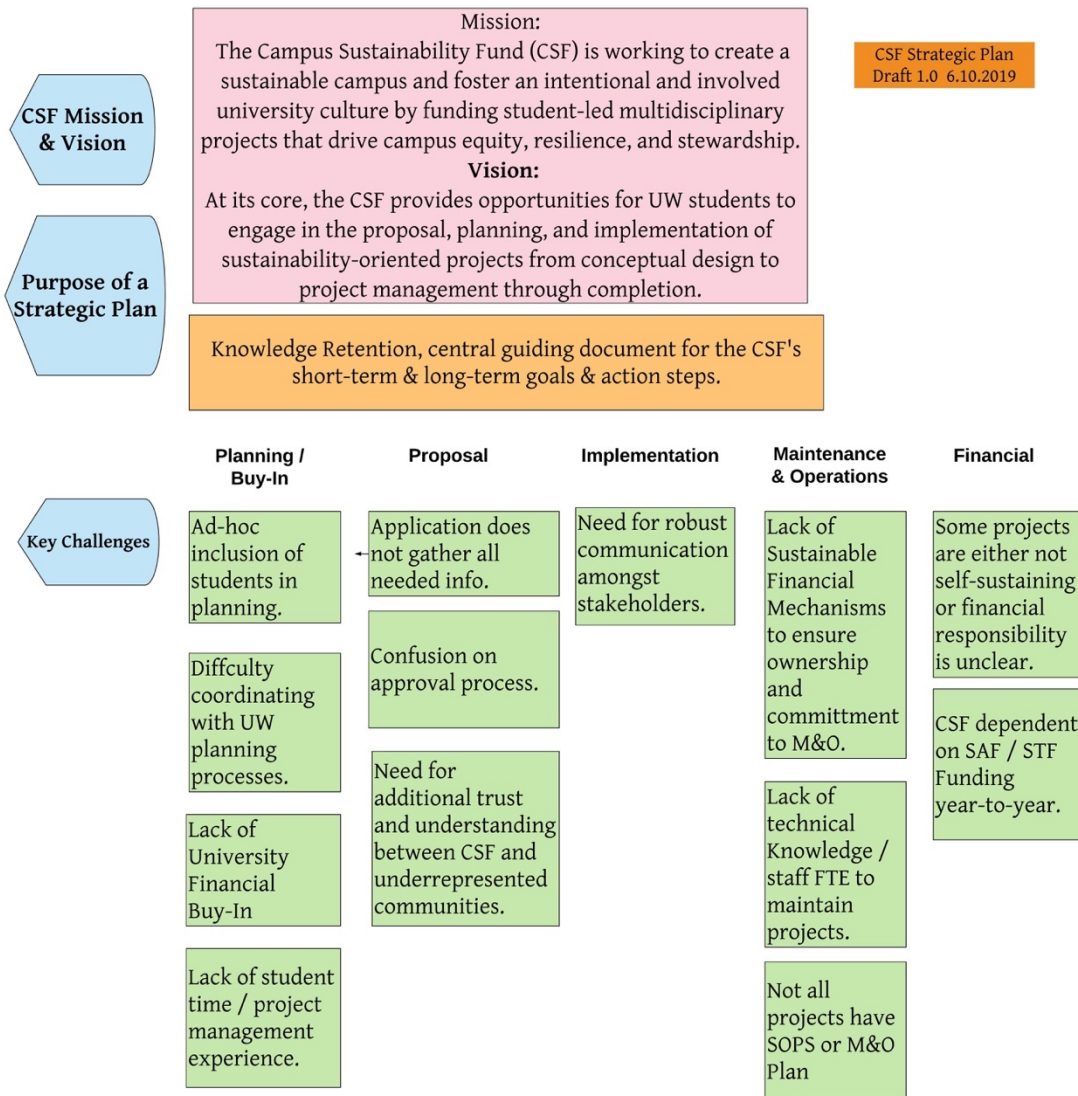 Mission:
The Campus Sustainability Fund (CSF) is working to create a
sustainable campus and foster an intentional and involved
university culture by funding student-led multidisciplinary
projects that drive campus equity, resilience, and stewardship.
Vision:
At its core, the CSF provides opportunities for UW students to
engage in the proposal, planning, and implementation of
sustainability-oriented projects from conceptual design to
project management through completion.
CSF Strategic Plan
Draft 1.0 6.10.2019
CSF Mission
& Vision
Purpose of a
Strategic Plan
Knowledge Retention, central guiding document for the CSF's
short-term & long-term goals & action steps.
Key Challenges
Planning /
Buy-In
Ad-hoc
inclusion of
students in
planning.
Diffculty
coordinating
with UW
planning
processes.
Lack of
University
Financial
Buy-In
Lack of student
time / project
management
experience.
Proposal
Application does
not gather all
needed info.
Confusion on
approval process.
Need for
additional trust
and understanding
between CSF and
underrepresented
communities.
Implementation
Need for robust
communication
amongst
stakeholders.
Maintenance
& Operations
Lack of
Sustainable
Financial
Mechanisms
to ensure
ownership
and
committment
to M&O.
Lack of
technical
Knowledge /
staff FTE to
maintain
projects.
Not all
projects have
SOPS or M&O
Plan
Financial
Some projects
are either not
self-sustaining
or financial
responsibility
is unclear.
CSF dependent
on SAF / STF
Funding
year-to-year.